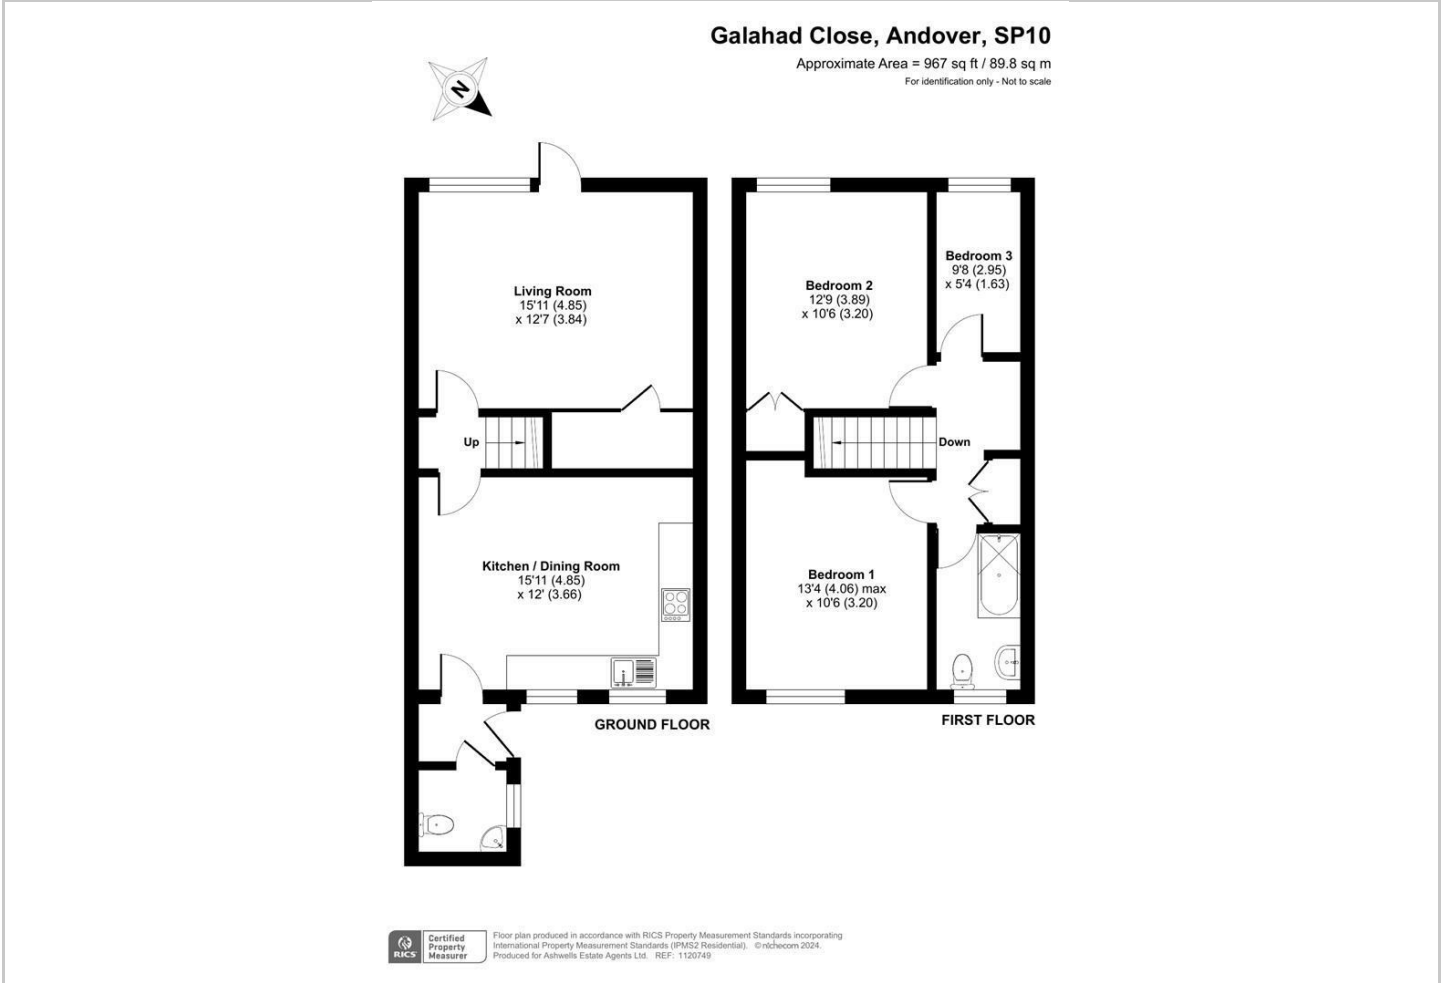 Galahad Close, Andover, SP10
Approximate Area = 967 sq ft / 89.8 sq m
For identification only - Not to scale
N
Living Room
15'11 (4.85)
x 12'7 (3.84)
Up
Kitchen / Dining Room
15'11 (4.85)
x 12' (3.66)
GROUND FLOOR
Bedroom 2
12'9 (3.89)
x 10'6 (3.20)
Bedroom 3
9'8 (2.95)
x 5'4 (1.63)
Down
Bedroom 1
13'4 (4.06) max
x 10'6 (3.20)
FIRST FLOOR
RICS
Certified
Property
Measurer
Floor plan produced in accordance with RICS Property Measurement Standards incorporating
International Property Measurement Standards (IPMS2 Residential). © nichecom 2024.
Produced for Ashwells Estate Agents Ltd. REF: 1120749